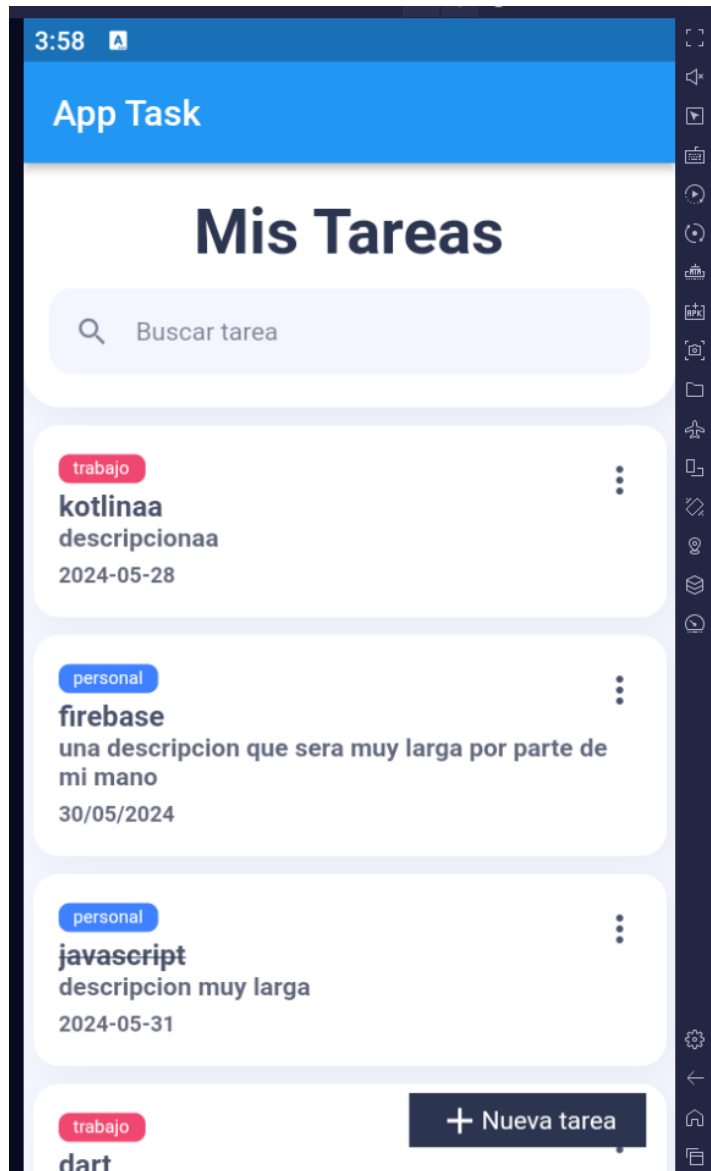 3:58
App Task
Mis Tareas
Buscar tarea
trabajo
kotlinaa
descripcionaa
2024-05-28
personal
firebase
una descripcion que sera muy larga por parte de
mi mano
30/05/2024
personal
javascript
descripcion muy larga
2024-05-31
trabajo
dart
+ Nueva tarea